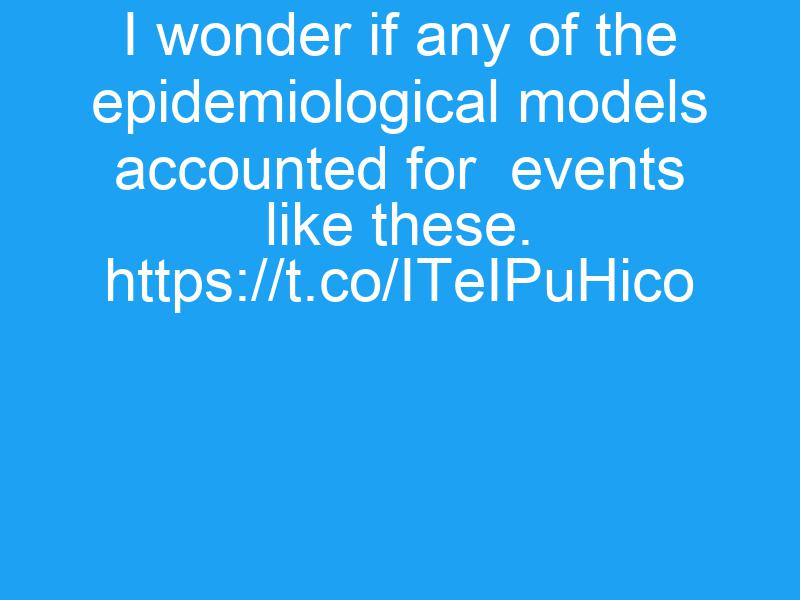 I wonder if any of the
epidemiological models
accounted for  events
like these.
https://t.co/ITeIPuHico